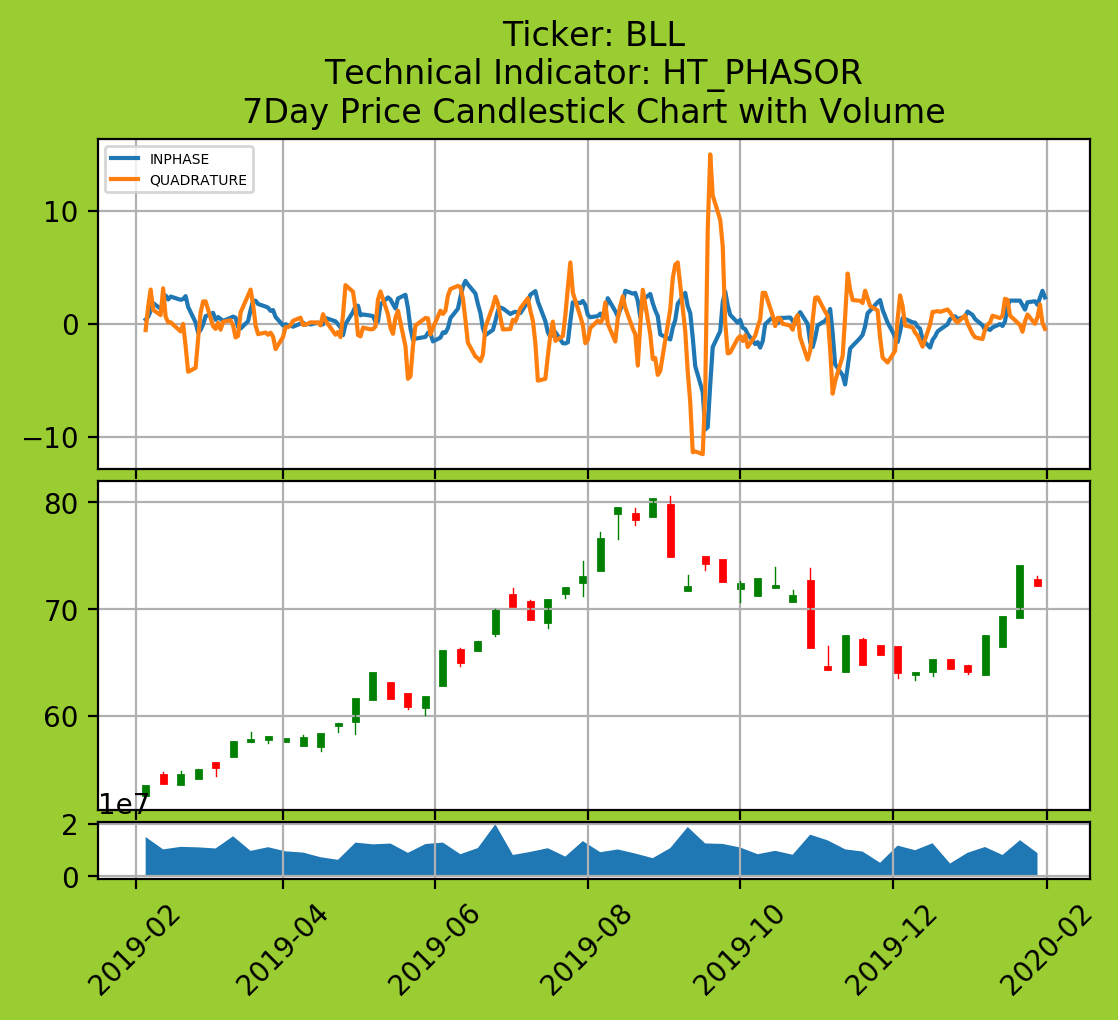 Ticker: BLL
Technical Indicator: HT_PHASOR
7Day Price Candlestick Chart with Volume
INPHASE
QUADRATURE
10
0
−10
80
70
60
1e7
2
0
2019-02
2019-04
2019-06
2019-08
2019-10
2019-12
2020-02